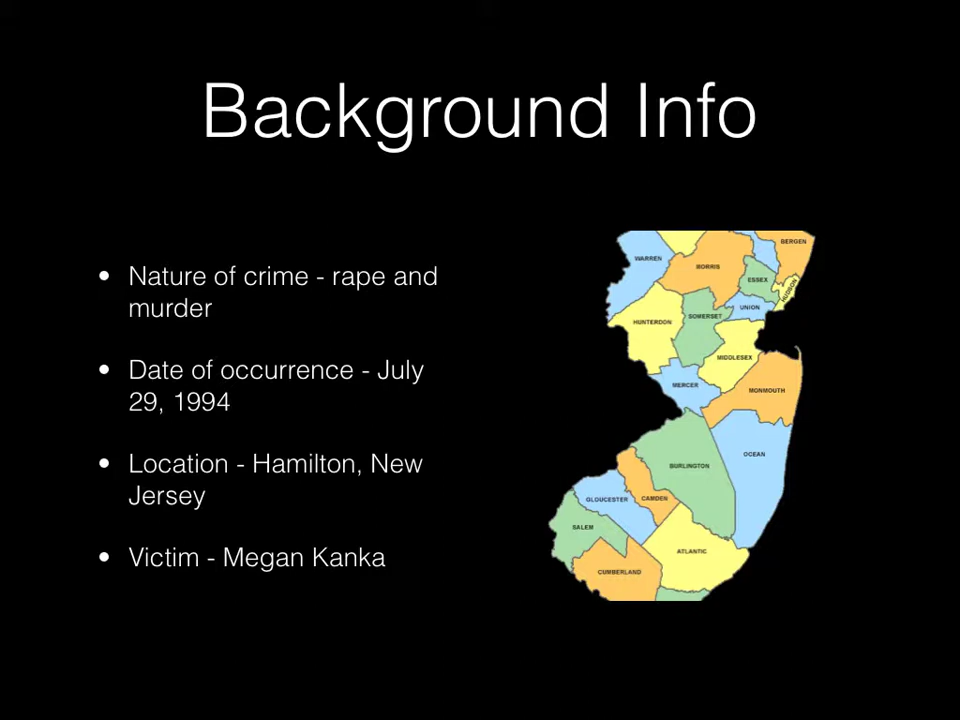 Background Info
• Nature of crime - rape and
murder
• Date of occurrence - July
29, 1994
• Location - Hamilton, New
Jersey
• Victim - Megan Kanka
BERGEN
WARREN
MORRIS
ESSEX
HUDSON
UNION
SOMERSET
HUNTERDON
MIDDLESEX
MERCER
MONMOUTH
OCEAN
BURLINGTON
GLOUCESTER
CAMDEN
SALEM
ATLANTIC
CUMBERLAND